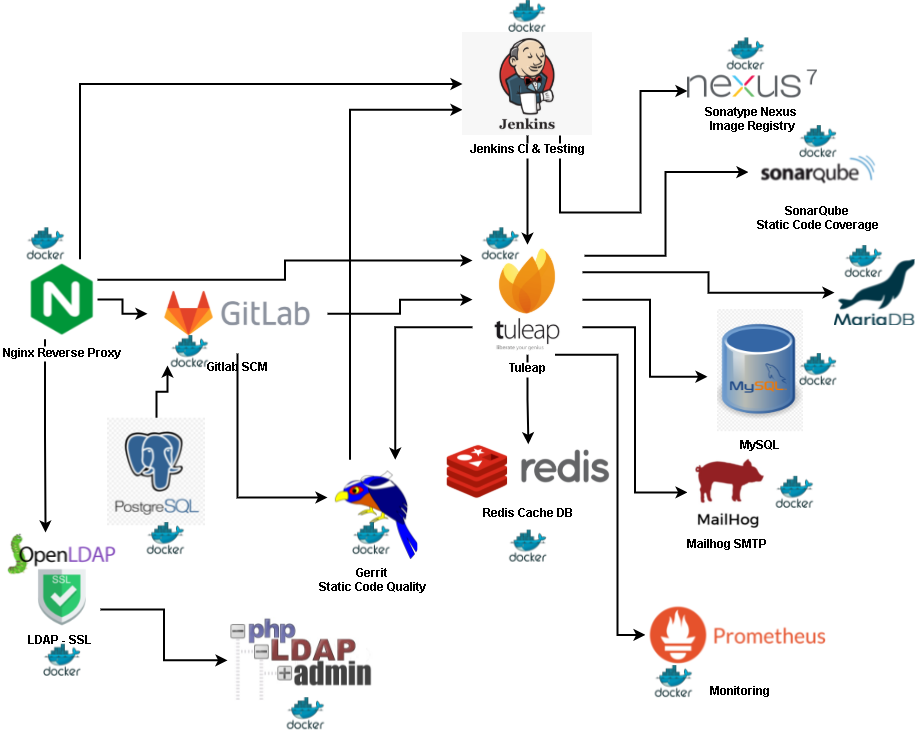 docker
Jenkins
Jenkins CI & Testing
docker
nexus 7
Sonatype Nexus
Image Registry
docker
sonarqube
SonarQube
Static Code Coverage
docker
N
Nginx Reverse Proxy
GitLab
docker
Gitlab SCM
docker
tuleap
liberate your genius
Tuleap
docker
MariaDB
MySQL
docker
MySQL
PostgreSQL
docker
docker
Gerrit
Static Code Quality
redis
Redis Cache DB
docker
MailHog
docker
Mailhog SMTP
OpenLDAP
SSL
LDAP - SSL
docker
php
LDAP
admin
docker
Prometheus
docker
Monitoring